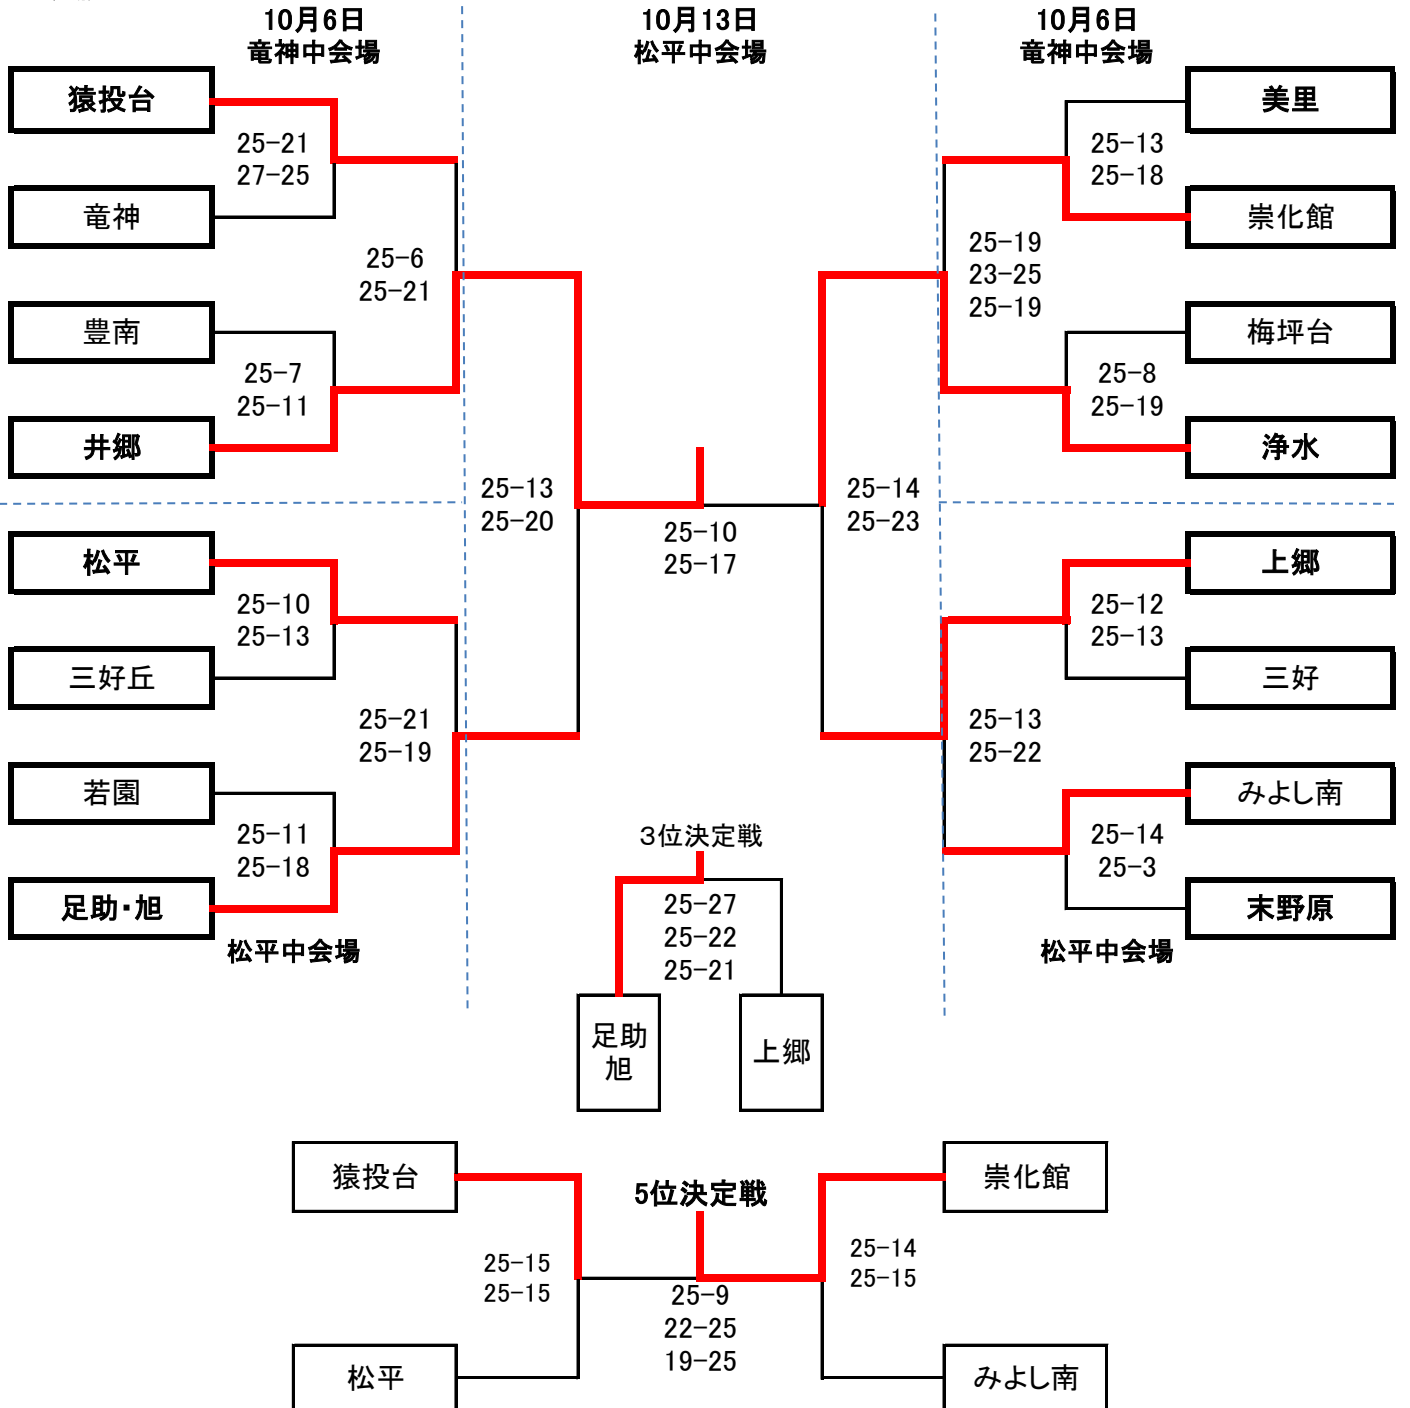 10月6日
竜神中会場
10月13日
松平中会場
10月6日
竜神中会場
猿投台
25-21
27-25
竜神
25-6
25-21
豊南
25-7
25-11
井郷
25-13
25-20
松平
25-10
25-13
三好丘
25-21
25-19
若園
25-11
25-18
足助・旭
松平中会場
25-10
25-17
美里
25-13
25-18
崇化館
25-19
23-25
25-19
梅坪台
25-8
25-19
浄水
25-14
25-23
上郷
25-12
25-13
三好
25-13
25-22
みよし南
25-14
25-3
末野原
松平中会場
3位決定戦
25-27
25-22
25-21
足助
旭
上郷
猿投台
5位決定戦
崇化館
25-15
25-15
25-14
25-15
25-9
22-25
19-25
松平
みよし南